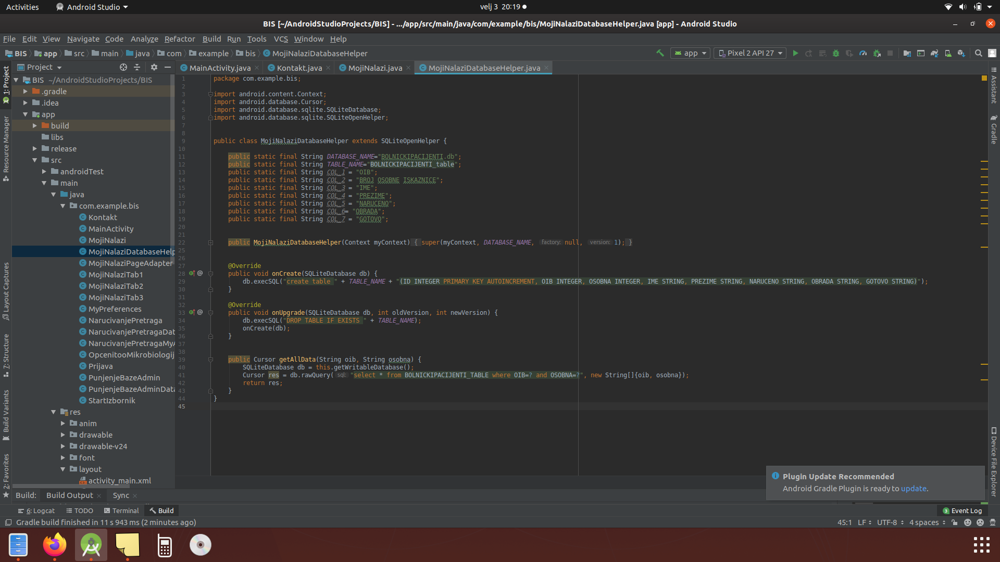 Activities
Android Studio
velj 3 20:19
BIS [~/AndroidStudioProjects/BIS] - .../app/src/main/java/com/example/bis/MojiNalaziDatabaseHelper.java [app] - Android Studio
File Edit View Navigate Code Analyze Refactor Build Run Tools VCS Window Help
BIS app src main java com example bis MojiNalaziDatabaseHelper
app Pixel 2 API 27
Project
MainActivity.java Kontakt.java MojiNalazi.java MojiNalaziDatabaseHelper.java
1: Project
Resource Manager
Layout Captures
7: Structure
Build Variants
2: Favorites
BIS ~/AndroidStudioProjects/BIS
.gradle
.idea
app
build
libs
release
src
androidTest
main
java
com.example.bis
Kontakt
MainActivity
MojiNalazi
MojiNalaziDatabaseHelp
MojiNalaziPageAdapter
MojiNalaziTab1
MojiNalaziTab2
MojiNalaziTab3
MyPreferences
NarucivanjePretraga
NarucivanjePretragaDat
NarucivanjePretragaMyA
OpcenitooMikrobiologij
Prijava
PunjenjeBazeAdmin
PunjenjeBazeAdminData
StartIzbornik
res
anim
drawable
drawable-v24
font
layout
activity_main.xml
1 package com.example.bis;
2
3 import android.content.Context;
4 import android.database.Cursor;
5 import android.database.sqlite.SQLiteDatabase;
6 import android.database.sqlite.SQLiteOpenHelper;
7
8
9 public class MojiNalaziDatabaseHelper extends SQLiteOpenHelper {
10
11 public static final String DATABASE_NAME="BOLNICKIPACIJENTI.db";
12 public static final String TABLE_NAME="BOLNICKIPACIJENTI_table";
13 public static final String COL_1 = "OIB";
14 public static final String COL_2 = "BROJ OSOBNE ISKAZNICE";
15 public static final String COL_3 = "IME";
16 public static final String COL_4 = "PREZIME";
17 public static final String COL_5 = "NARUCENO";
18 public static final String COL_6= "OBRADA";
19 public static final String COL_7 = "GOTOVO";
20
21
22 public MojiNalaziDatabaseHelper(Context myContext) { super(myContext, DATABASE_NAME, factory: null, version: 1); }
25
26
27 @Override
28 public void onCreate(SQLiteDatabase db) {
29 db.execSQL("create table " + TABLE_NAME + "(ID INTEGER PRIMARY KEY AUTOINCREMENT, OIB INTEGER, OSOBNA INTEGER, IME STRING, PREZIME STRING, NARUCENO STRING, OBRADA STRING, GOTOVO STRING)");
30 }
31
32 @Override
33 public void onUpgrade(SQLiteDatabase db, int oldVersion, int newVersion) {
34 db.execSQL("DROP TABLE IF EXISTS " + TABLE_NAME);
35 onCreate(db);
36 }
37
38
39 public Cursor getAllData(String oib, String osobna) {
40 SQLiteDatabase db = this.getWritableDatabase();
41 Cursor res = db.rawQuery( sql: "select * from BOLNICKIPACIJENTI_TABLE where OIB=? and OSOBNA=?", new String[]{oib, osobna});
42 return res;
43 }
44 }
45
Assistant
Gradle
Device File Explorer
Plugin Update Recommended
Android Gradle Plugin is ready to update.
Build: Build Output Sync
6: Logcat TODO Terminal Build
3 Event Log
Gradle build finished in 11 s 943 ms (2 minutes ago)
45:1 LF UTF-8 4 spaces